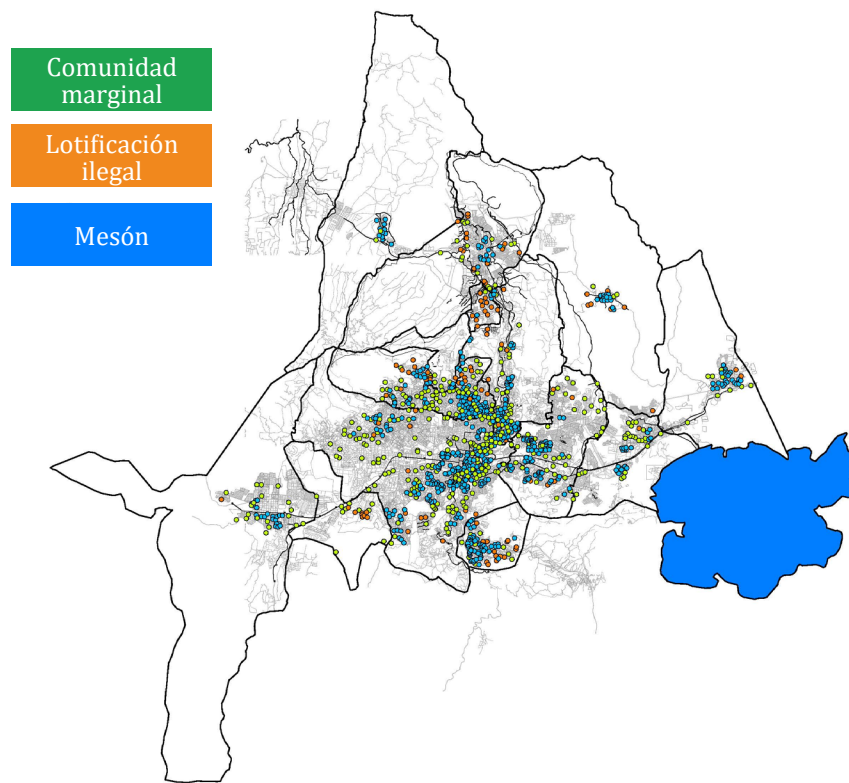 Comunidad
marginal
Lotificación
ilegal
Mesón